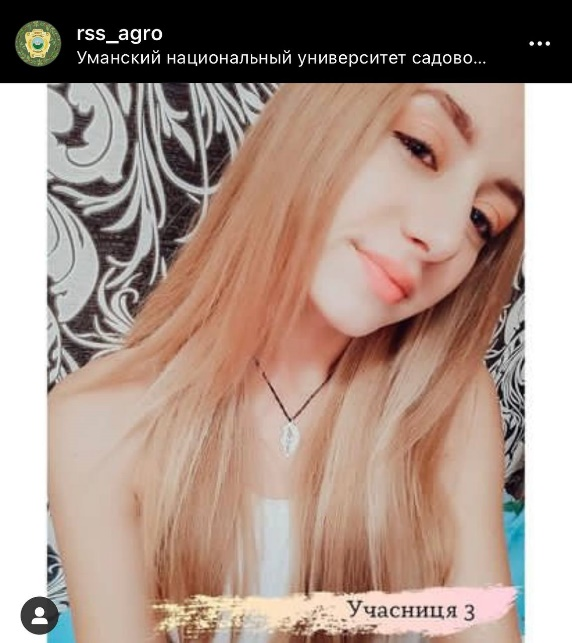 rss_agro
Уманский национальный университет садово...
Учасниця 3